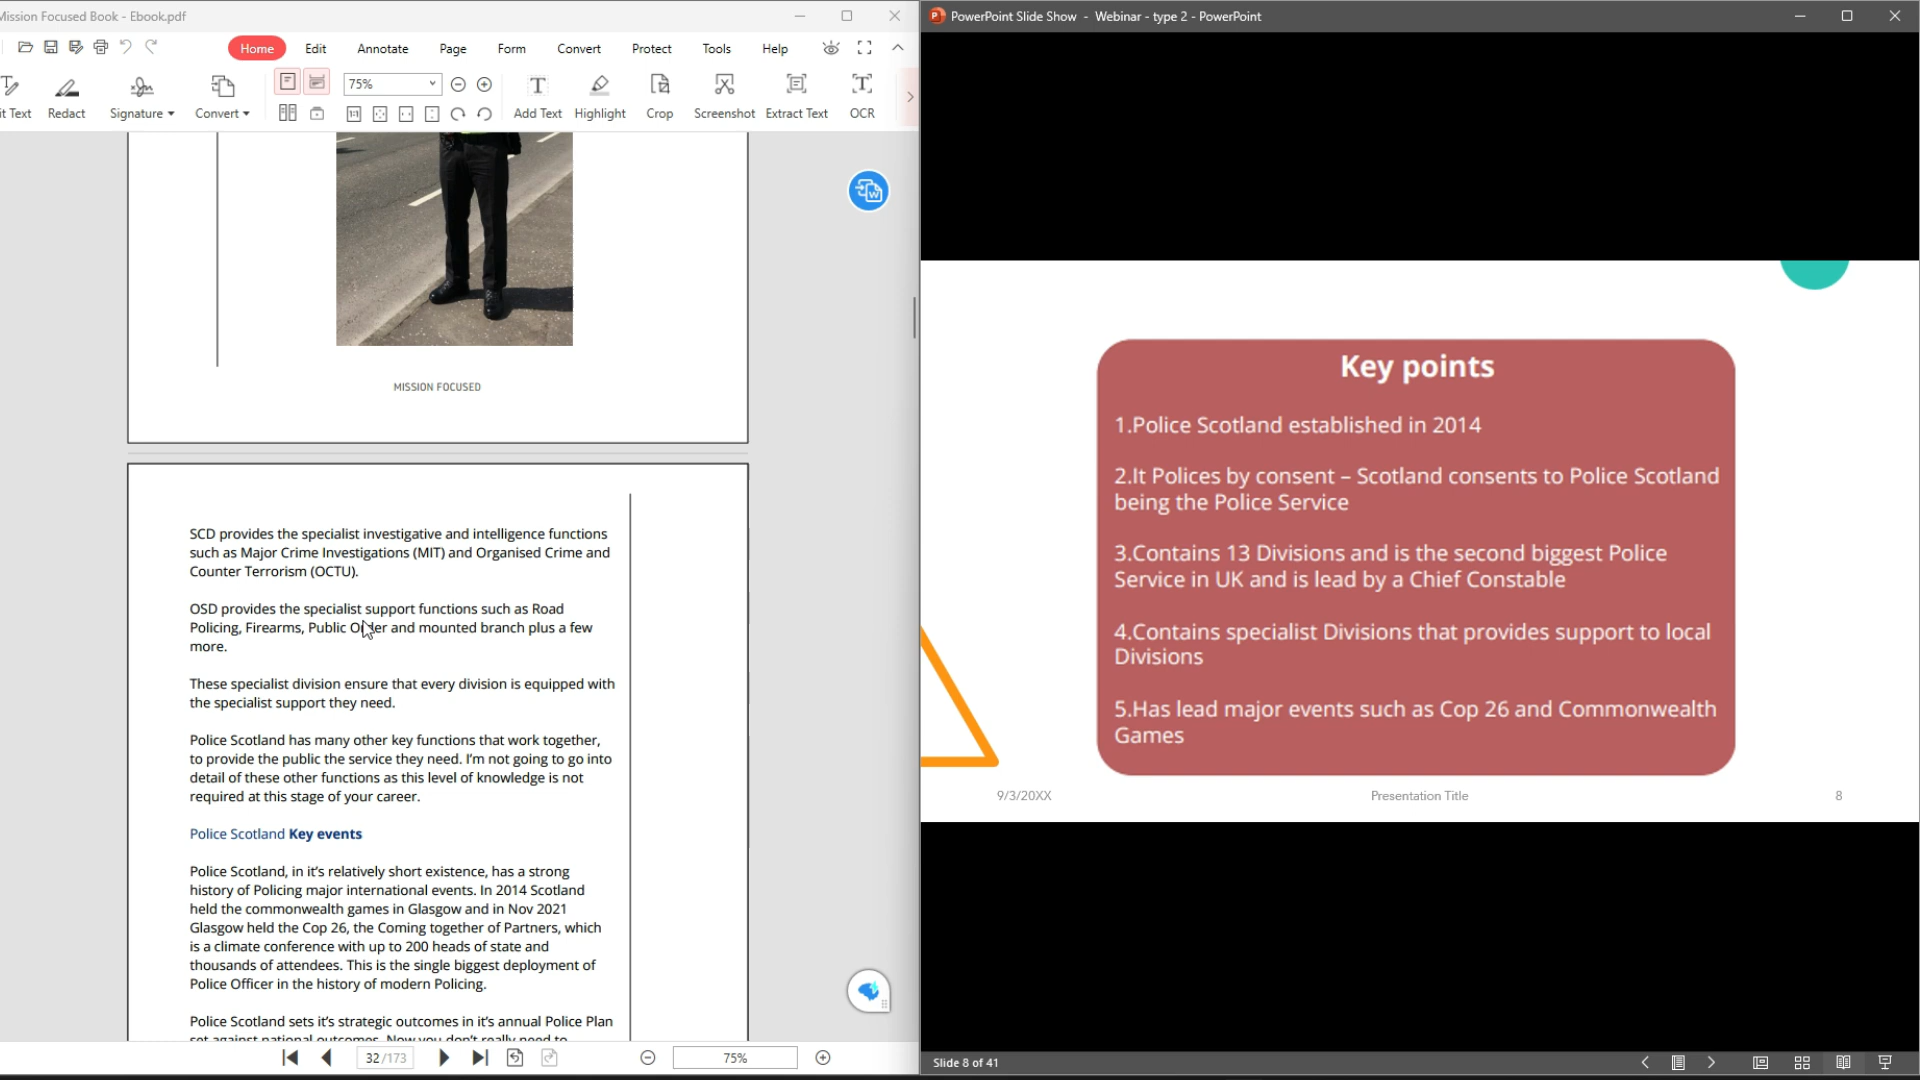 Mission Focused Book - Ebook.pdf
Home Edit Annotate Page Form Convert Protect Tools Help
75%
it Text Redact Signature Convert Add Text Highlight Crop Screenshot Extract Text OCR
MISSION FOCUSED
SCD provides the specialist investigative and intelligence functions
such as Major Crime Investigations (MIT) and Organised Crime and
Counter Terrorism (OCTU).
OSD provides the specialist support functions such as Road
Policing, Firearms, Public Order and mounted branch plus a few
more.
These specialist division ensure that every division is equipped with
the specialist support they need.
Police Scotland has many other key functions that work together,
to provide the public the service they need. I'm not going to go into
detail of these other functions as this level of knowledge is not
required at this stage of your career.
Police Scotland Key events
Police Scotland, in it's relatively short existence, has a strong
history of Policing major international events. In 2014 Scotland
held the commonwealth games in Glasgow and in Nov 2021
Glasgow held the Cop 26, the Coming together of Partners, which
is a climate conference with up to 200 heads of state and
thousands of attendees. This is the single biggest deployment of
Police Officer in the history of modern Policing.
Police Scotland sets it's strategic outcomes in it's annual Police Plan
set against national outcomes. Now you don't really need to
32/173 75%
PowerPoint Slide Show - Webinar - type 2 - PowerPoint
Key points
1.Police Scotland established in 2014
2.It Polices by consent – Scotland consents to Police Scotland
being the Police Service
3.Contains 13 Divisions and is the second biggest Police
Service in UK and is lead by a Chief Constable
4.Contains specialist Divisions that provides support to local
Divisions
5.Has lead major events such as Cop 26 and Commonwealth
Games
9/3/20XX Presentation Title 8
Slide 8 of 41